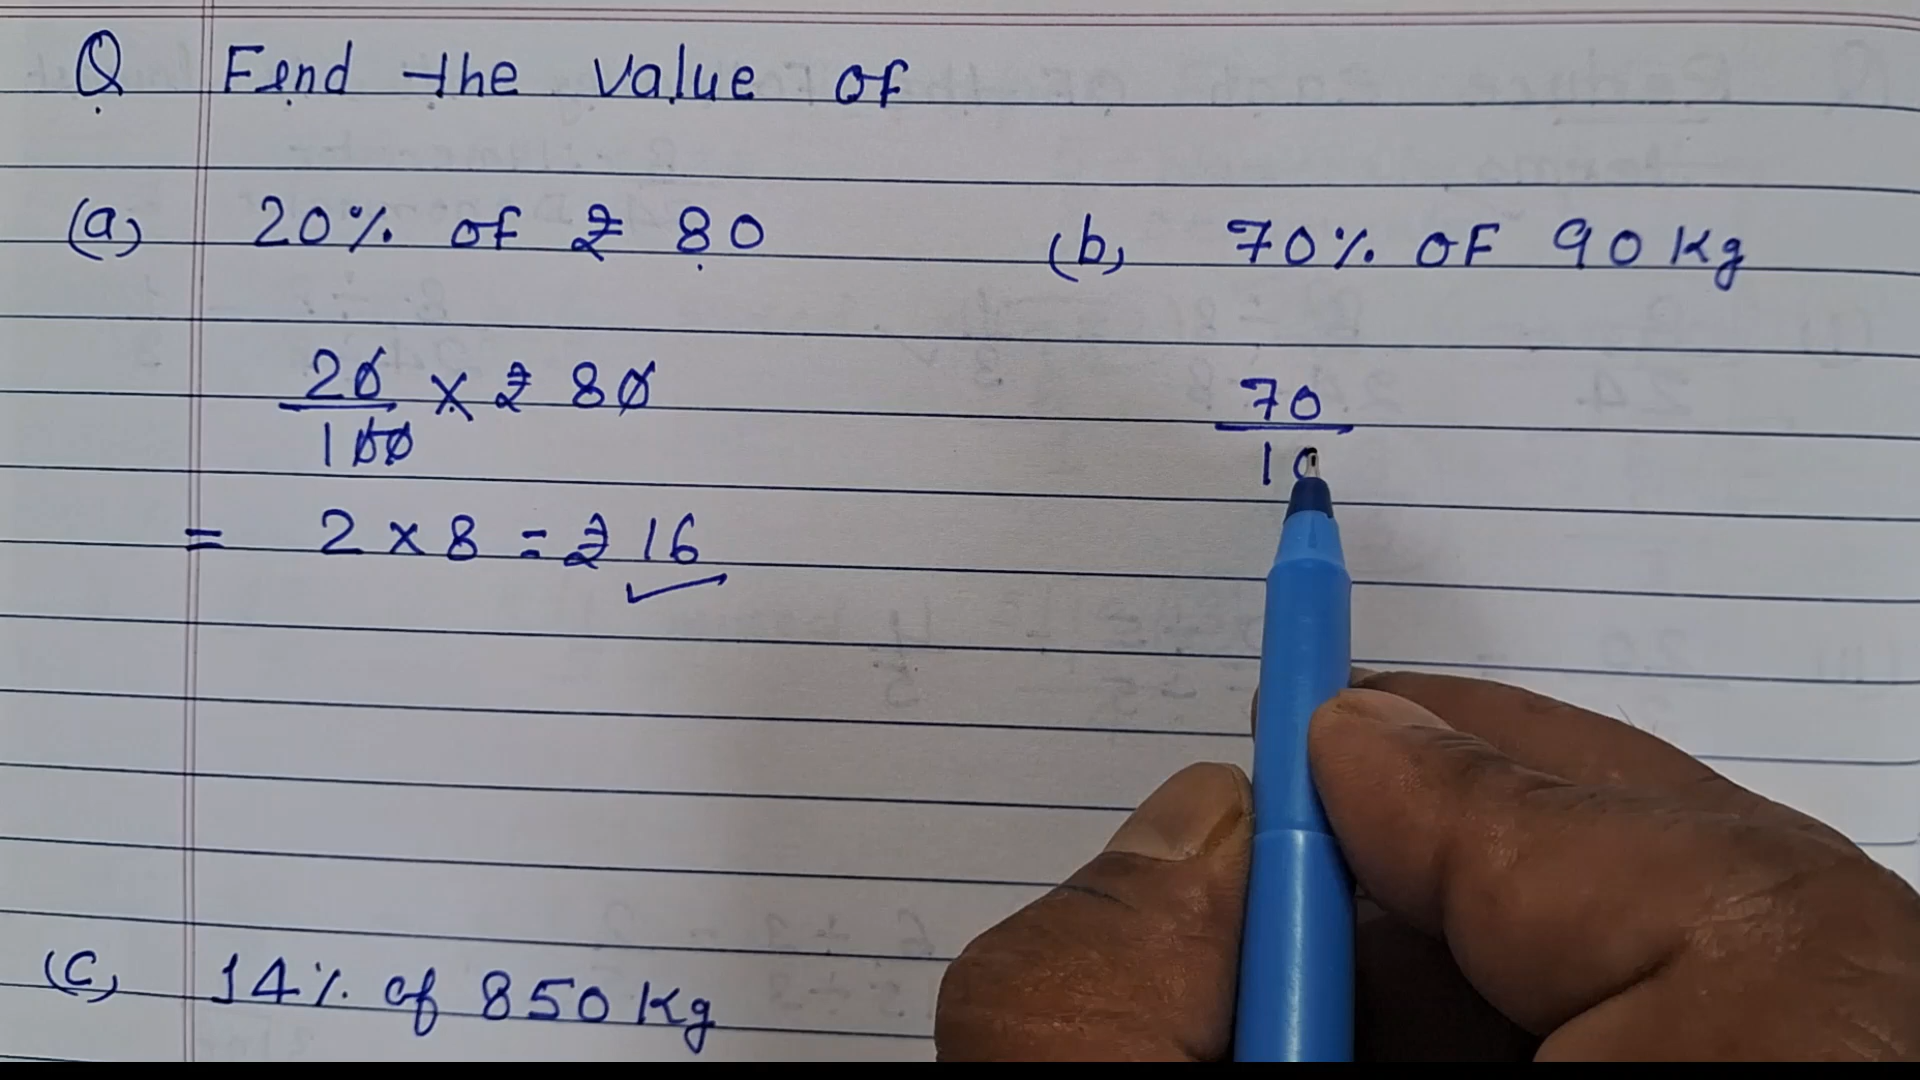 Q Find the value of
(a) 20% of ₹ 80
20/100 × ₹ 80
= 2 × 8 = ₹ 16
(b) 70% OF 90 Kg
70/10
(c) 14% of 850 Kg